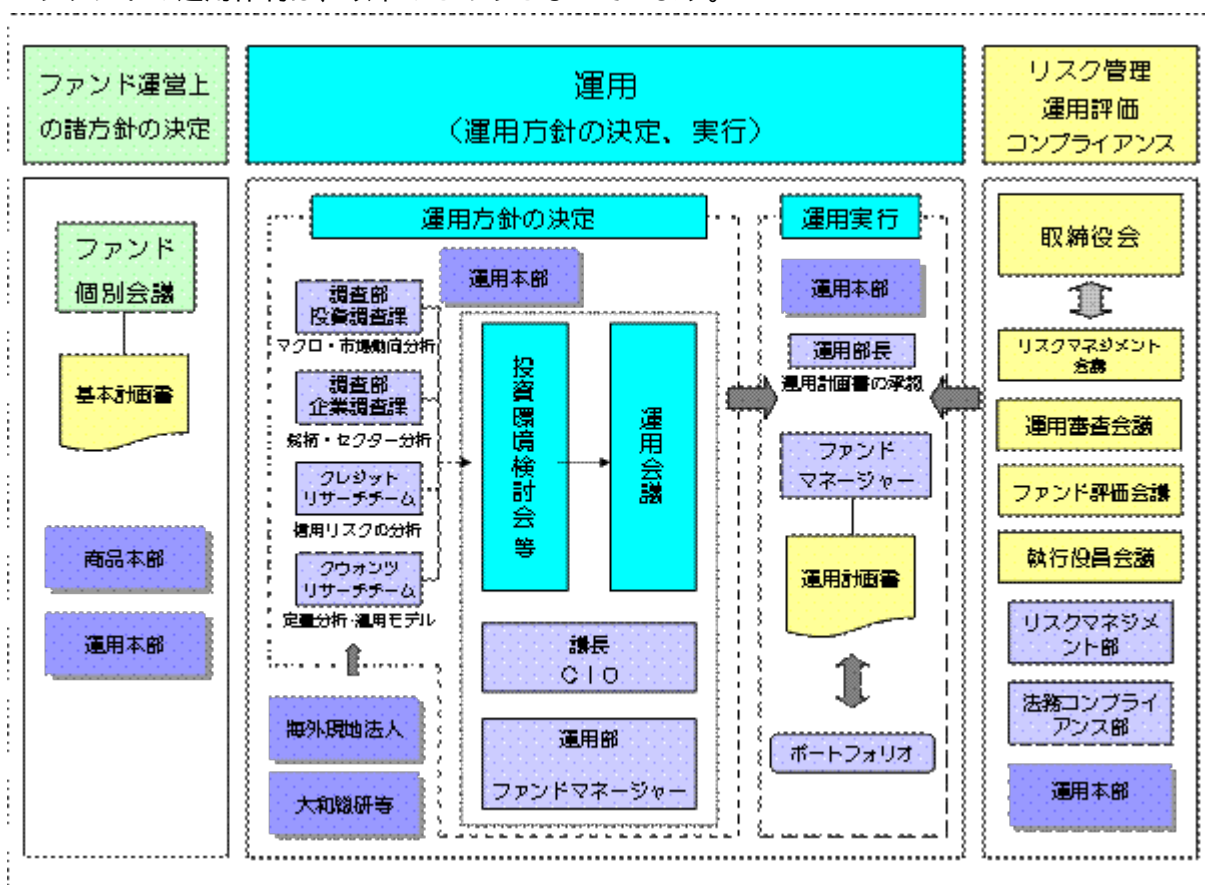 ファンド運営上
の諸方針の決定
運用
（運用方針の決定、実行）
リスク管理
運用評価
コンプライアンス
ファンド
個別会議
基本計画書
商品本部
運用本部
運用方針の決定
運用本部
調査部
投資調査課
マクロ・市場動向分析
調査部
企業調査課
銘柄・セクター分析
クレジット
リサーチチーム
信用リスクの分析
クウォンツ
リサーチチーム
定量分析・運用モデル
海外現地法人
大和総研等
投資環境検討会等
運用会議
議長
CIO
運用部
ファンドマネージャー
運用実行
運用本部
運用部長
運用計画書の承認
ファンド
マネージャー
運用計画書
ポートフォリオ
取締役会
リスクマネジメント
会議
運用審査会議
ファンド評価会議
執行役員会議
リスクマネジメ
ント部
法務コンプライ
アンス部
運用本部